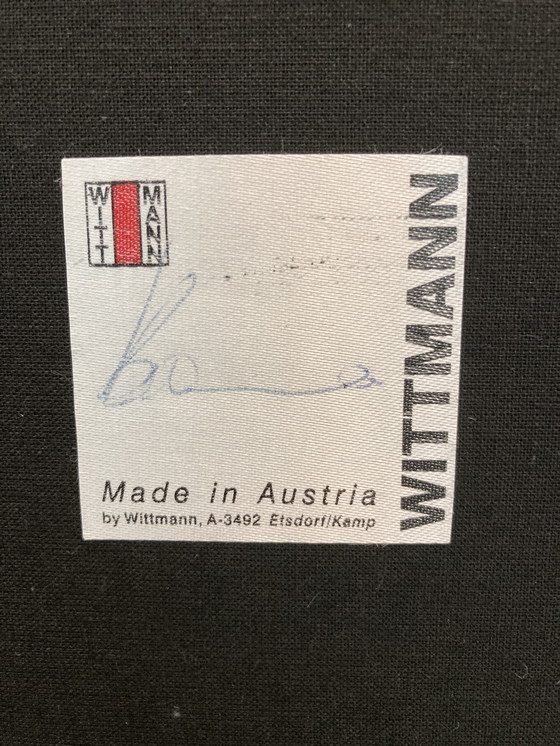 WITT MANN
WITTMANN
Made in Austria
by Wittmann, A-3492 Etsdorf/Kamp